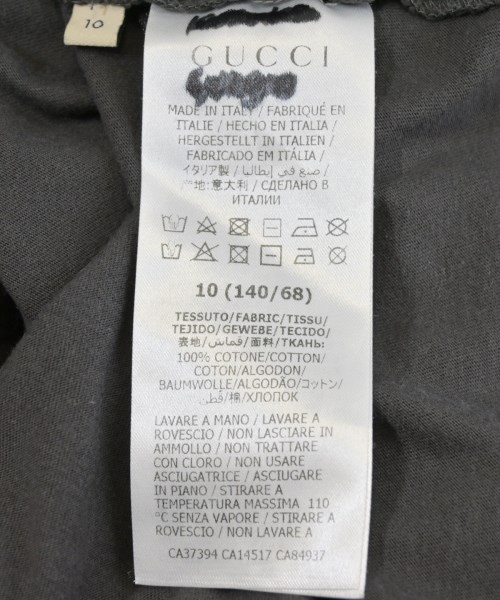 10
GUCCI
MADE IN ITALY / FABRIQUÉ EN
ITALIE / HECHO EN ITALIA /
HERGESTELLT IN ITALIEN /
FABRICADO EM ITÁLIA /
イタリア製 / صنع في إيطاليا /
产地:意大利 / СДЕЛАНО В
ИТАЛИИ
10 (140/68)
TESSUTO/FABRIC/TISSU/
TEJIDO/GEWEBE/TECIDO/
表地/قماش/面料/ТКАНЬ:
100% COTONE/COTTON/
COTON/ALGODON/
BAUMWOLLE/ALGODÃO/コットン/
قطن/棉/ХЛОПОК
LAVARE A MANO / LAVARE A
ROVESCIO / NON LASCIARE IN
AMMOLLO / NON TRATTARE
CON CLORO / NON USARE
ASCIUGATRICE / ASCIUGARE
IN PIANO / STIRARE A
TEMPERATURA MASSIMA 110
°C SENZA VAPORE / STIRARE A
ROVESCIO / NON LAVARE A
CA37394 CA14517 CA84937